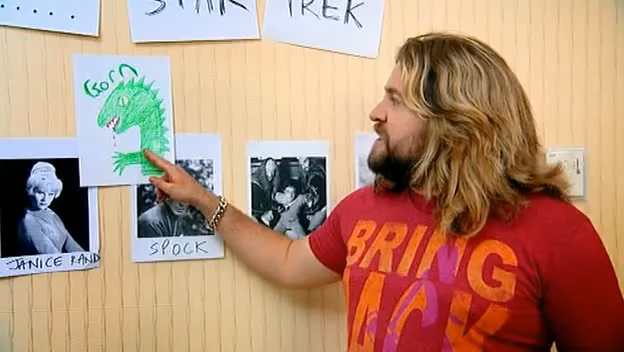 STAR TREK
Gorn
JANICE RAND
SPOCK
BRING
BACK